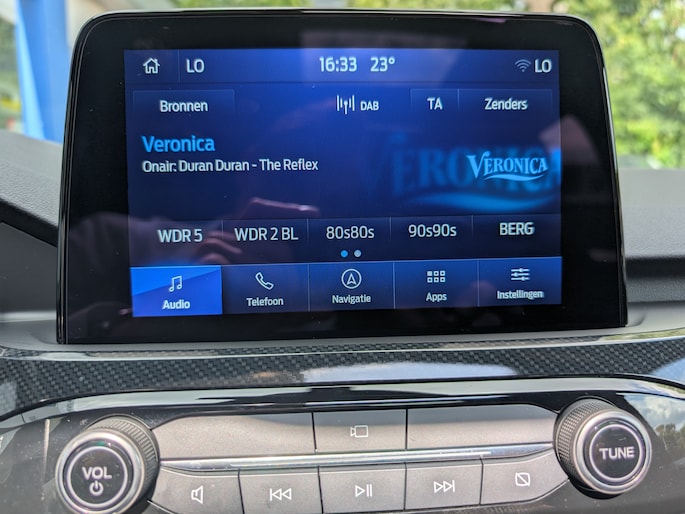 LO 16:33 23° LO
Bronnen DAB TA Zenders
Veronica
Onair: Duran Duran - The Reflex
VERONICA
WDR 5 WDR 2 BL 80s80s 90s90s BERG
Audio Telefoon Navigatie Apps Instellingen
VOL TUNE